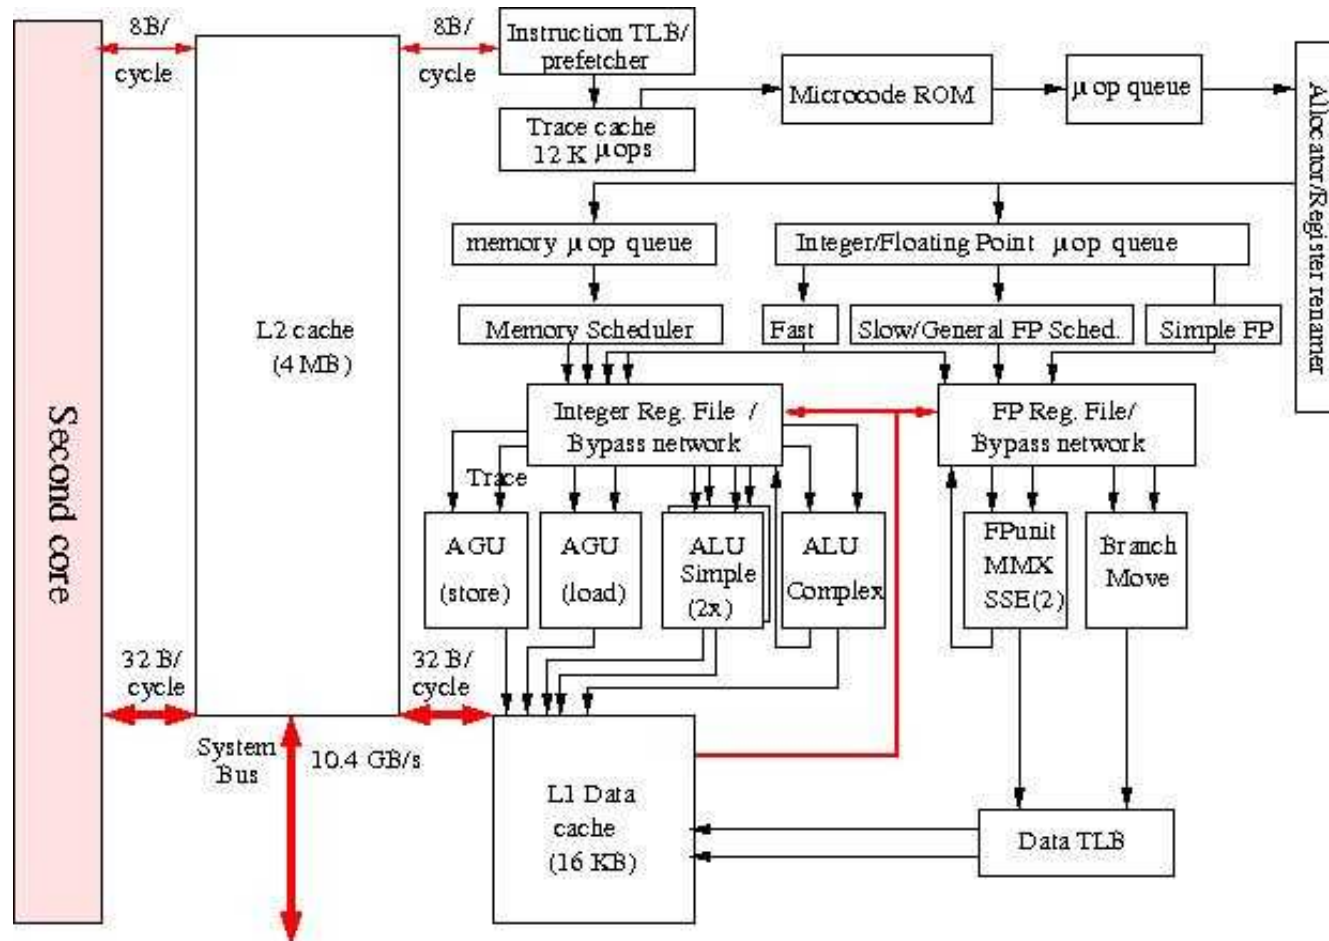 8B/
cycle
8B/
cycle
Instruction TLB/
prefetcher
Trace cache
12 K μops
Microcode ROM
μop queue
Allocator/Register renamer
memory μop queue
Integer/Floating Point μop queue
Memory Scheduler
Fast
Slow/General FP Sched.
Simple FP
L2 cache
(4 MB)
Second core
Integer Reg. File /
Bypass network
FP Reg. File/
Bypass network
Trace
AGU
(store)
AGU
(load)
ALU
Simple
(2x)
ALU
Complex
FPunit
MMX
SSE(2)
Branch
Move
32 B/
cycle
32 B/
cycle
System
Bus
10.4 GB/s
L1 Data
cache
(16 KB)
Data TLB